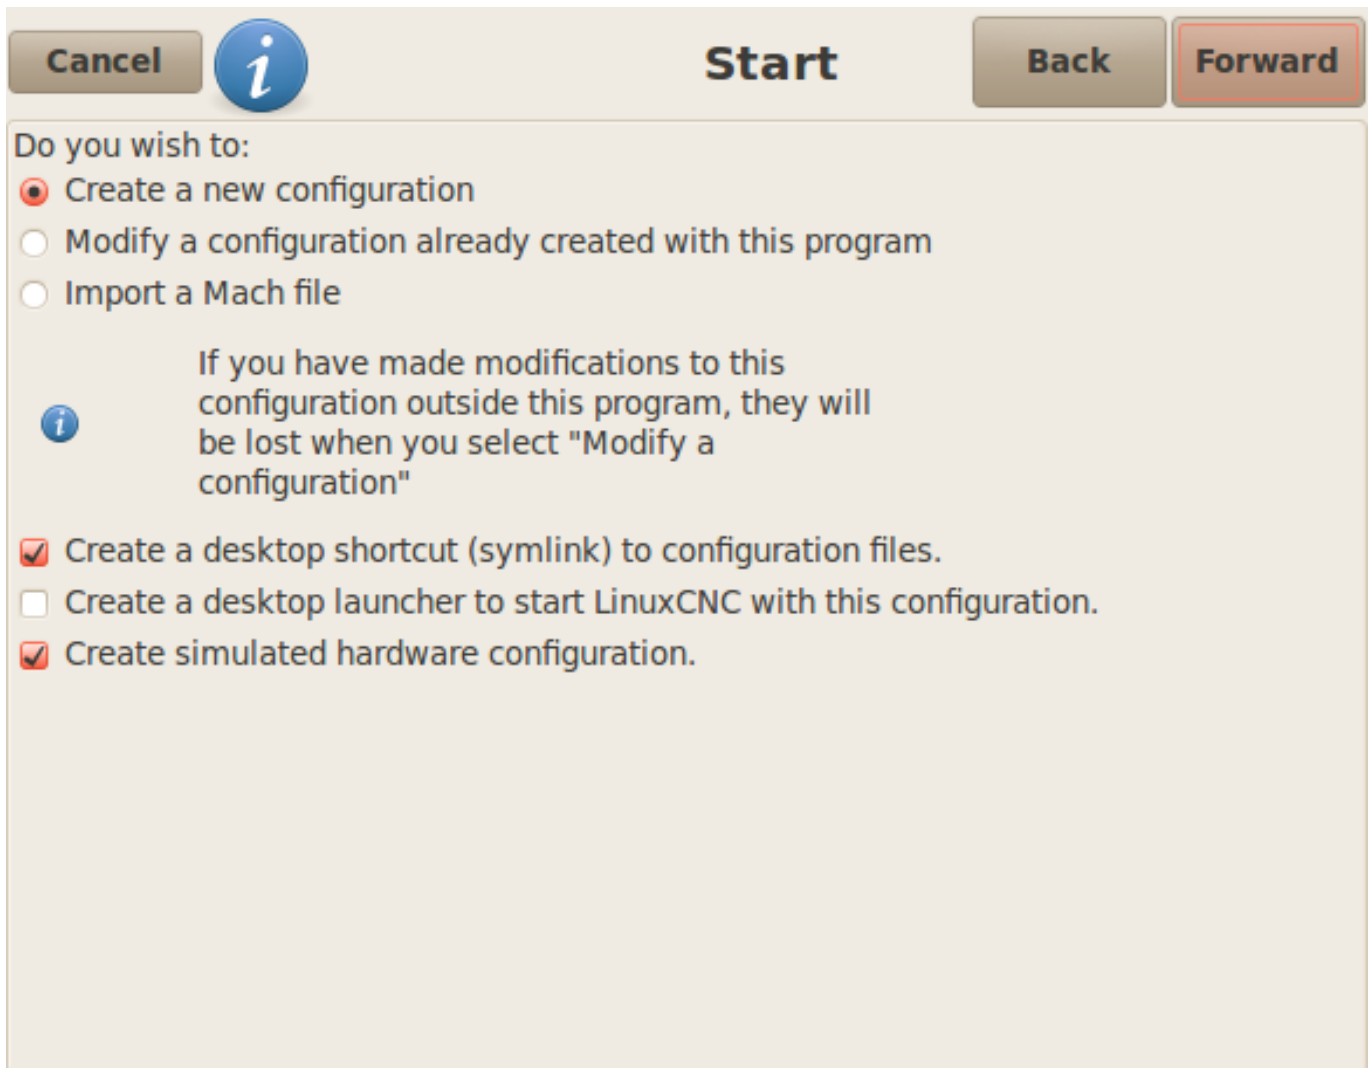 Cancel
i
Start
Back
Forward
Do you wish to:
Create a new configuration
Modify a configuration already created with this program
Import a Mach file
i
If you have made modifications to this
configuration outside this program, they will
be lost when you select "Modify a
configuration"
Create a desktop shortcut (symlink) to configuration files.
Create a desktop launcher to start LinuxCNC with this configuration.
Create simulated hardware configuration.